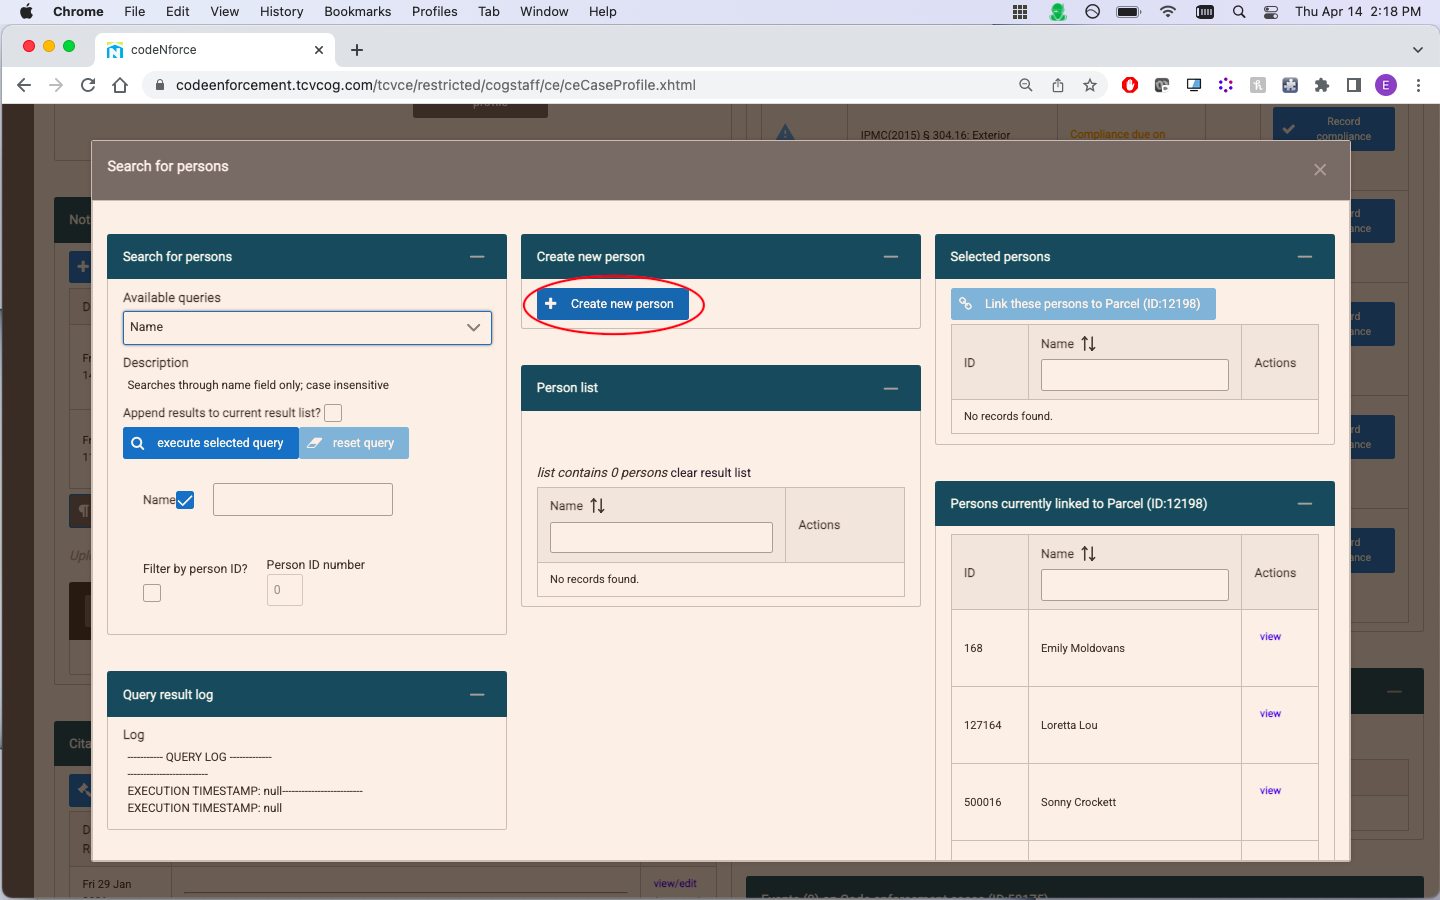 Chrome File Edit View History Bookmarks Profiles Tab Window Help Thu Apr 14 2:18 PM
codeNforce
codeenforcement.tcvcog.com/tcvce/restricted/cogstaff/ce/ceCaseProfile.xhtml
E
profile
IPMC(2015) § 304.16: Exterior
Compliance due on
Record
compliance
Search for persons
Search for persons
Available queries
Name
Description
Searches through name field only; case insensitive
Append results to current result list?
execute selected query
reset query
Name
Filter by person ID?
Person ID number
0
Query result log
Log
----------- QUERY LOG -------------
-------------------------
EXECUTION TIMESTAMP: null-------------------------
EXECUTION TIMESTAMP: null
Create new person
Create new person
Person list
list contains 0 persons clear result list
Name
Actions
No records found.
Selected persons
Link these persons to Parcel (ID:12198)
ID
Name
Actions
No records found.
Persons currently linked to Parcel (ID:12198)
ID
Name
Actions
168
Emily Moldovans
view
127164
Loretta Lou
view
500016
Sonny Crockett
view
Fri 29 Jan
view/edit